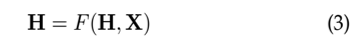 H = F(H, X) (3)